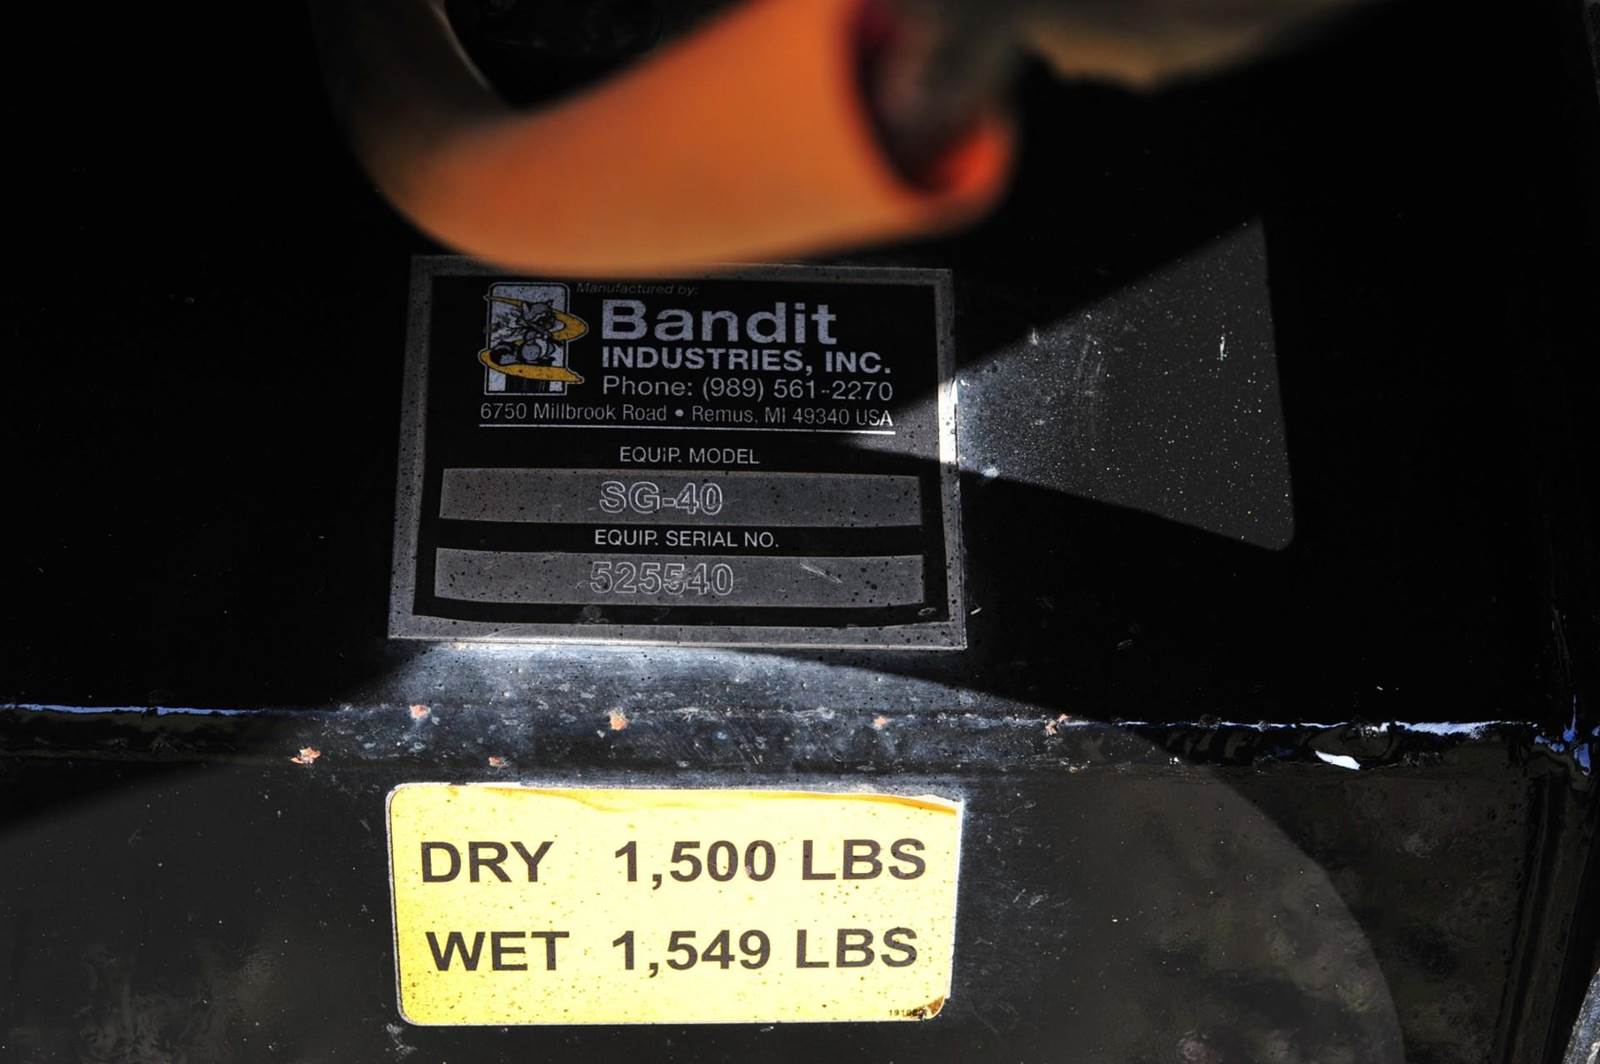 Manufactured by:
Bandit
INDUSTRIES, INC.
Phone: (989) 561-2270
6750 Millbrook Road • Remus, MI 49340 USA
EQUIP. MODEL
SG-40
EQUIP. SERIAL NO.
525540
DRY 1,500 LBS
WET 1,549 LBS